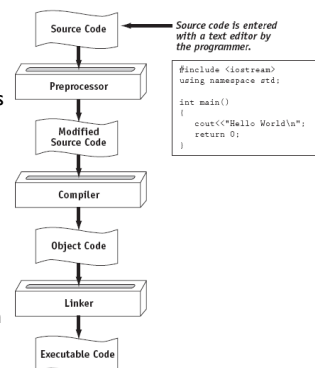 Source Code
Source code is entered
with a text editor by
the programmer.
#include <iostream>
using namespace std;
int main()
{
cout<<"Hello World\n";
return 0;
}
Preprocessor
Modified
Source Code
Compiler
Object Code
Linker
Executable Code